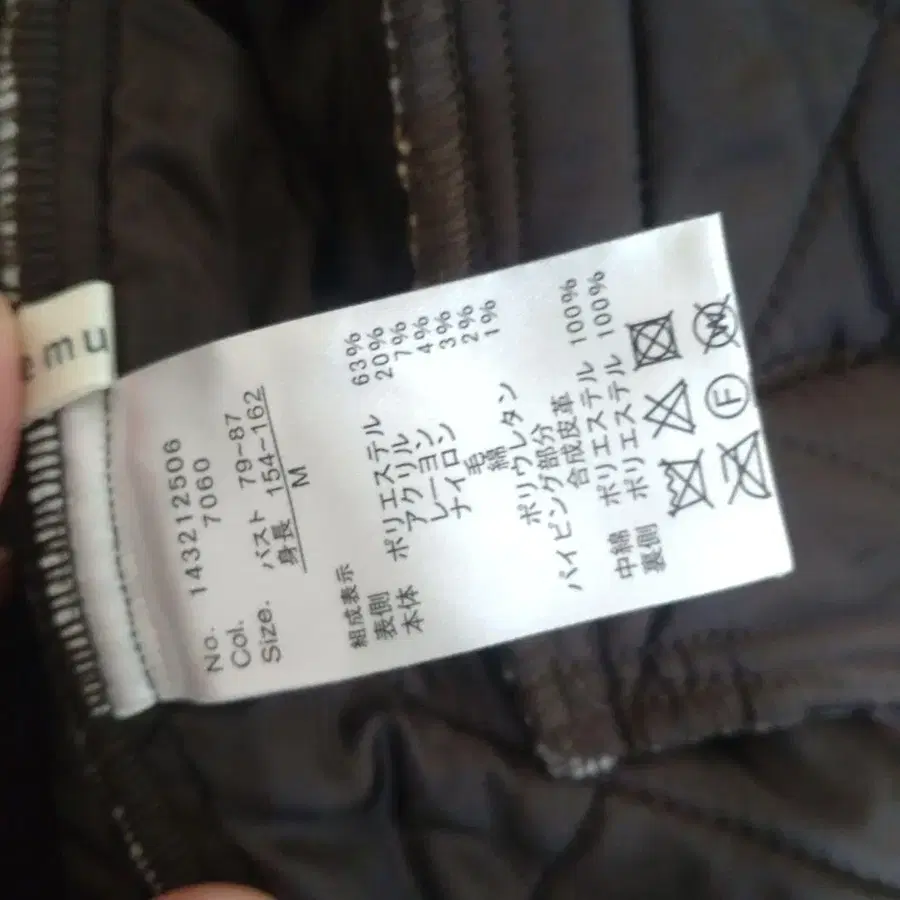 emu
No. 143212506
Col. 7060
Size. バスト 79-87
身長 154-162
M
組成表示
表側
本体 ポリエステル 63%
アクリル 20%
レーヨン 7%
ナイロン 4%
毛 3%
綿 2%
ポリウレタン 1%
パイピング部分
合成皮革
中綿 ポリエステル 100%
裏側 ポリエステル 100%
W
F